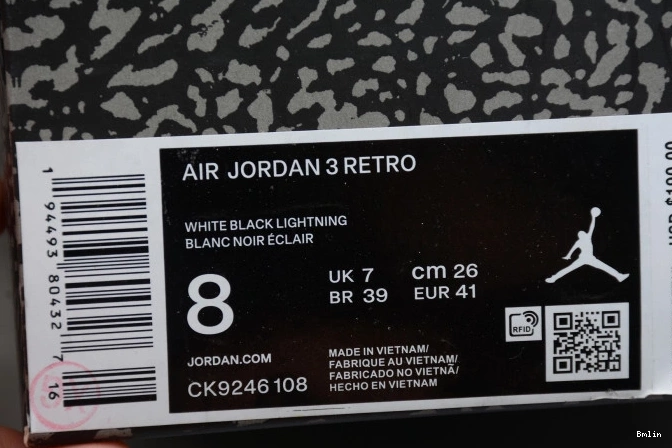 AIR JORDAN 3 RETRO
WHITE BLACK LIGHTNING
BLANC NOIR ÉCLAIR
8
UK 7
cm 26
BR 39
EUR 41
RFID
JORDAN.COM
CK9246 108
MADE IN VIETNAM/
FABRIQUE AU VIETNAM/
FABRICADO NO VIETNÃ/
HECHO EN VIETNAM
1 94493 80432 7 16
Bmlin